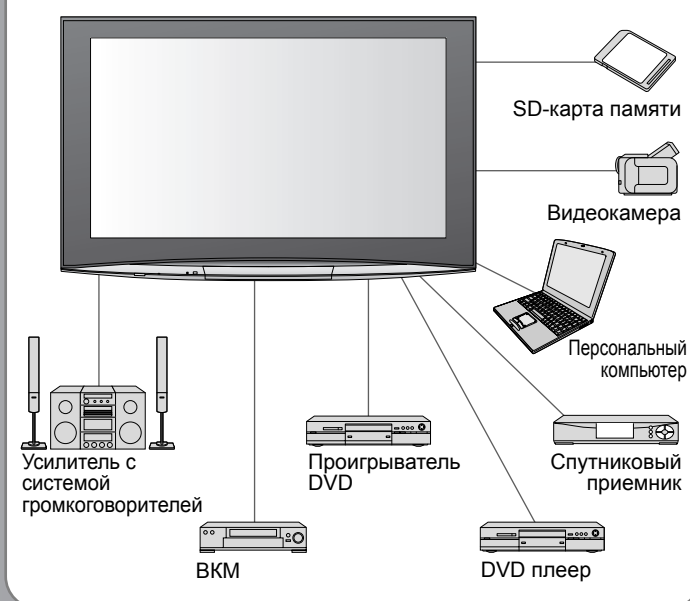 SD-карта памяти
Видеокамера
Персональный
компьютер
Усилитель с
системой
громкоговорителей
Проигрыватель
DVD
Спутниковый
приемник
ВКМ
DVD плеер